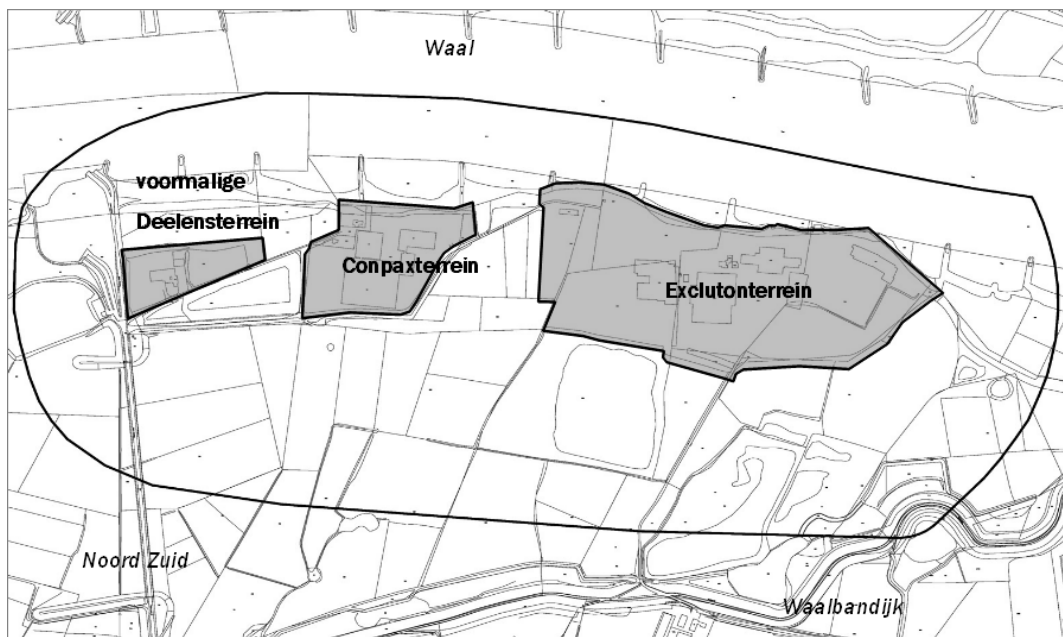 Waal
voormalige
Deelensterrein
Conpaxterrein
Exclutonterrein
Noord Zuid
Waalbandijk